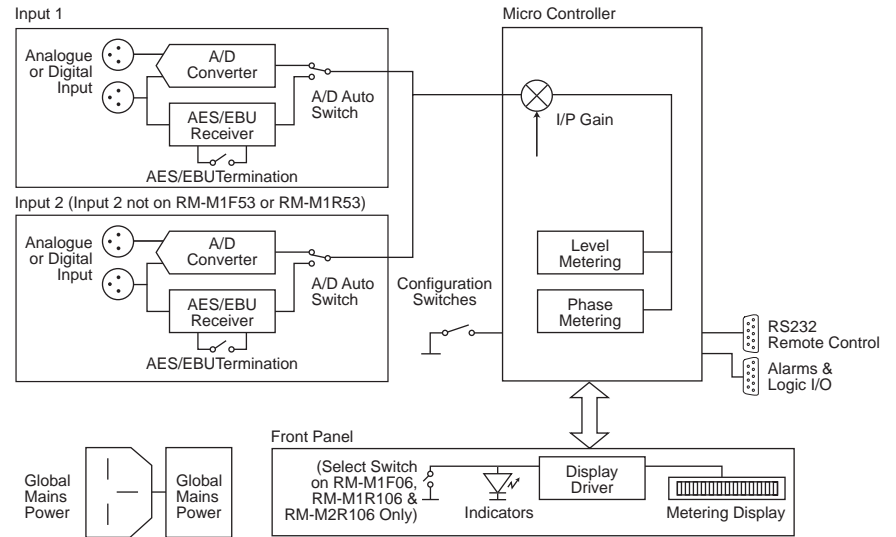 Input 1
Analogue
or Digital
Input
A/D
Converter
AES/EBU
Receiver
A/D Auto
Switch
AES/EBUTermination
Micro Controller
I/P Gain
Level
Metering
Phase
Metering
Input 2 (Input 2 not on RM-M1F53 or RM-M1R53)
Analogue
or Digital
Input
A/D
Converter
AES/EBU
Receiver
A/D Auto
Switch
AES/EBUTermination
Configuration
Switches
RS232
Remote Control
Alarms &
Logic I/O
Global
Mains
Power
Global
Mains
Power
Front Panel
(Select Switch
on RM-M1F06,
RM-M1R106 &
RM-M2R106 Only)
Indicators
Display
Driver
Metering Display